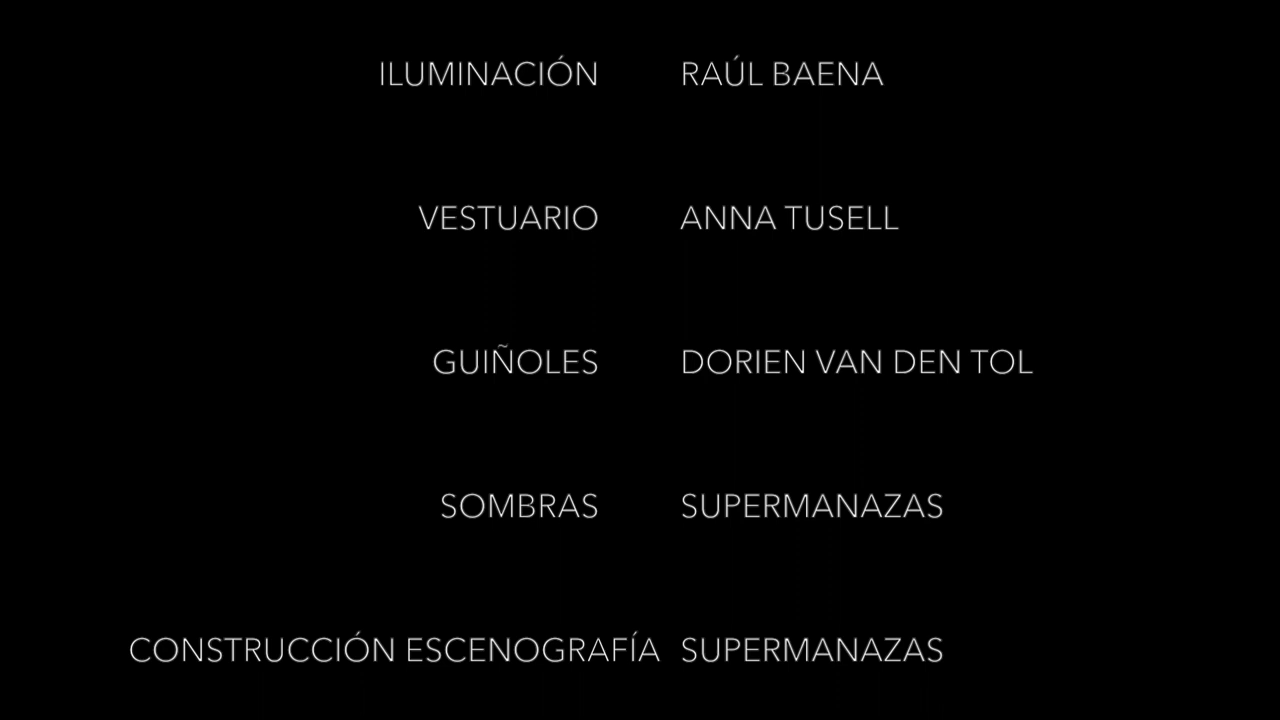 ILUMINACIÓN RAÚL BAENA
VESTUARIO ANNA TUSELL
GUIÑOLES DORIEN VAN DEN TOL
SOMBRAS SUPERMANAZAS
CONSTRUCCIÓN ESCENOGRAFÍA SUPERMANAZAS